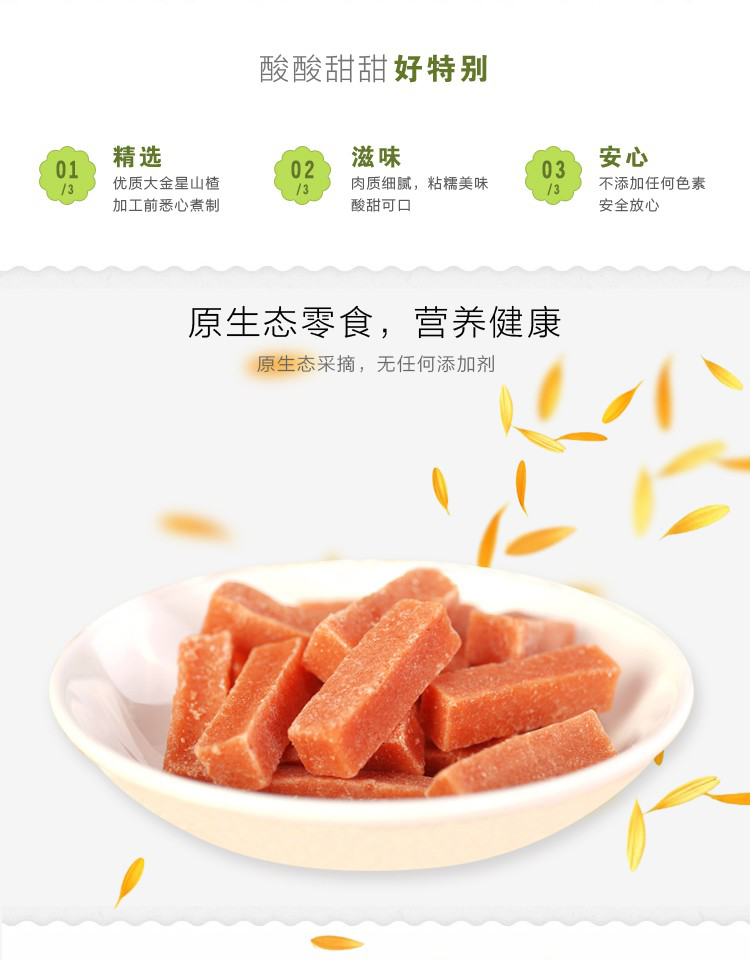 酸酸甜甜好特别
01
/3
精选
优质大金星山楂
加工前悉心煮制
02
/3
滋味
肉质细腻，粘糯美味
酸甜可口
03
/3
安心
不添加任何色素
安全放心
原生态零食，营养健康
原生态采摘，无任何添加剂